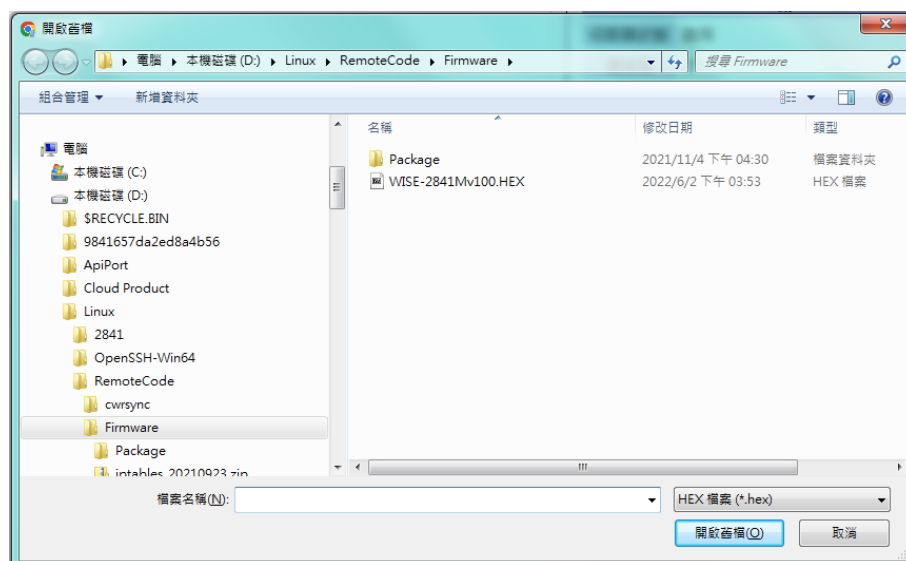 開啟舊檔
電腦 ▸ 本機磁碟 (D:) ▸ Linux ▸ RemoteCode ▸ Firmware ▸
搜尋 Firmware
組合管理 ▼ 新增資料夾
電腦
本機磁碟 (C:)
本機磁碟 (D:)
$RECYCLE.BIN
9841657da2ed8a4b56
ApiPort
Cloud Product
Linux
2841
OpenSSH-Win64
RemoteCode
cwrsync
Firmware
Package
iptables_20210923.zip
名稱 修改日期 類型
Package 2021/11/4 下午 04:30 檔案資料夾
WISE-2841Mv100.HEX 2022/6/2 下午 03:53 HEX 檔案
檔案名稱(N): HEX 檔案 (*.hex)
開啟舊檔(O) 取消